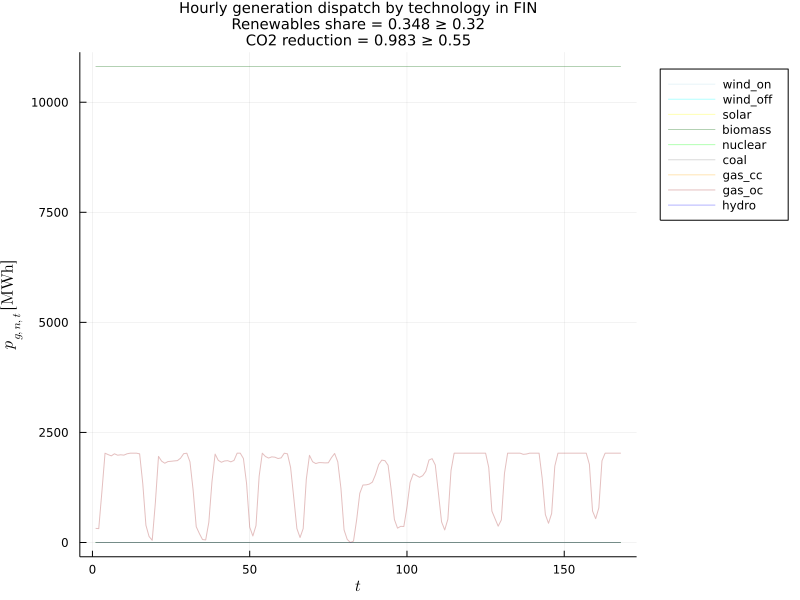 Hourly generation dispatch by technology in FIN
Renewables share = 0.348 ≥ 0.32
CO2 reduction = 0.983 ≥ 0.55
10000
7500
5000
2500
0
p g, n, t [MWh]
0
50
100
150
t
wind_on
wind_off
solar
biomass
nuclear
coal
gas_cc
gas_oc
hydro